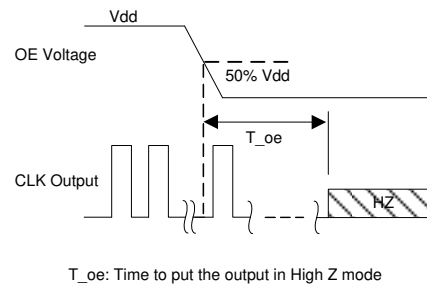 Vdd
OE Voltage
50% Vdd
T_oe
CLK Output
HZ
T_oe: Time to put the output in High Z mode